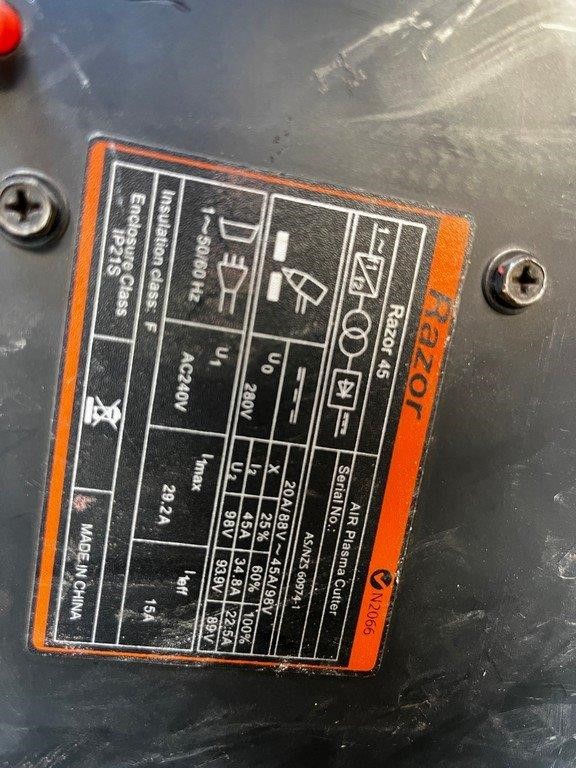 Razor
N2066
Razor 45
AIR Plasma Cutter
Serial No.:
1~ f1 f2
AS/NZS 60974-1
20A/88V~45A/98V
X 25% 60% 100%
U0 280V
I2 45A 34.8A 22.5A
U2 98V 93.9V 89V
1~50/60 Hz
U1 AC240V
I1max 29.2A
I1eff 15A
Insulation class: F
Enclosure Class
IP21S
MADE IN CHINA